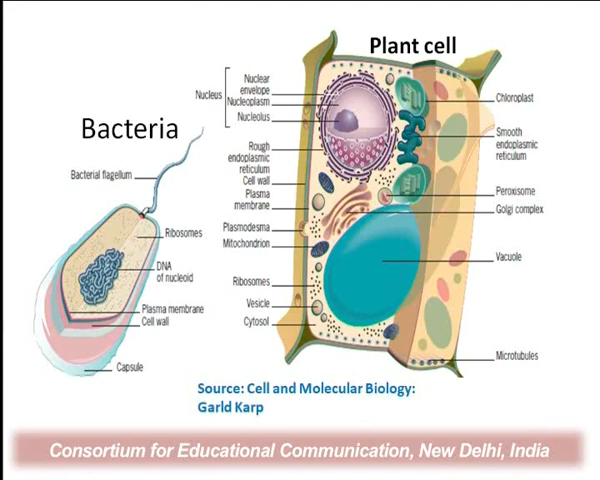 Plant cell
Bacteria
Bacterial flagellum
Ribosomes
DNA
of nucleoid
Plasma membrane
Cell wall
Capsule
Nucleus
Nuclear
envelope
Nucleoplasm
Nucleolus
Rough
endoplasmic
reticulum
Cell wall
Plasma
membrane
Plasmodesma
Mitochondrion
Ribosomes
Vesicle
Cytosol
Chloroplast
Smooth
endoplasmic
reticulum
Peroxisome
Golgi complex
Vacuole
Microtubules
Source: Cell and Molecular Biology:
Garld Karp
Consortium for Educational Communication, New Delhi, India